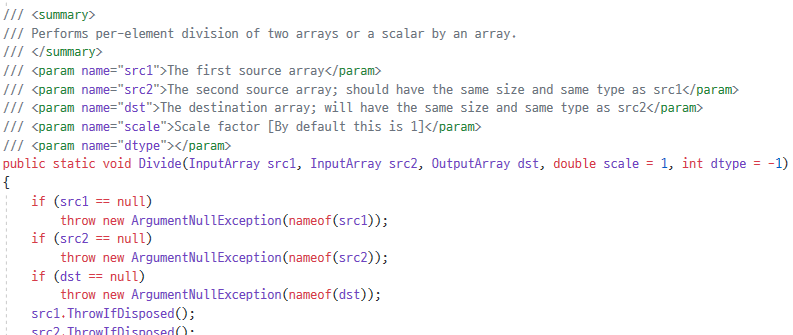 /// <summary>
/// Performs per-element division of two arrays or a scalar by an array.
/// </summary>
/// <param name="src1">The first source array</param>
/// <param name="src2">The second source array; should have the same size and same type as src1</param>
/// <param name="dst">The destination array; will have the same size and same type as src2</param>
/// <param name="scale">Scale factor [By default this is 1]</param>
/// <param name="dtype"></param>
public static void Divide(InputArray src1, InputArray src2, OutputArray dst, double scale = 1, int dtype = -1)
{
if (src1 == null)
throw new ArgumentNullException(nameof(src1));
if (src2 == null)
throw new ArgumentNullException(nameof(src2));
if (dst == null)
throw new ArgumentNullException(nameof(dst));
src1.ThrowIfDisposed();
src2.ThrowIfDisposed();